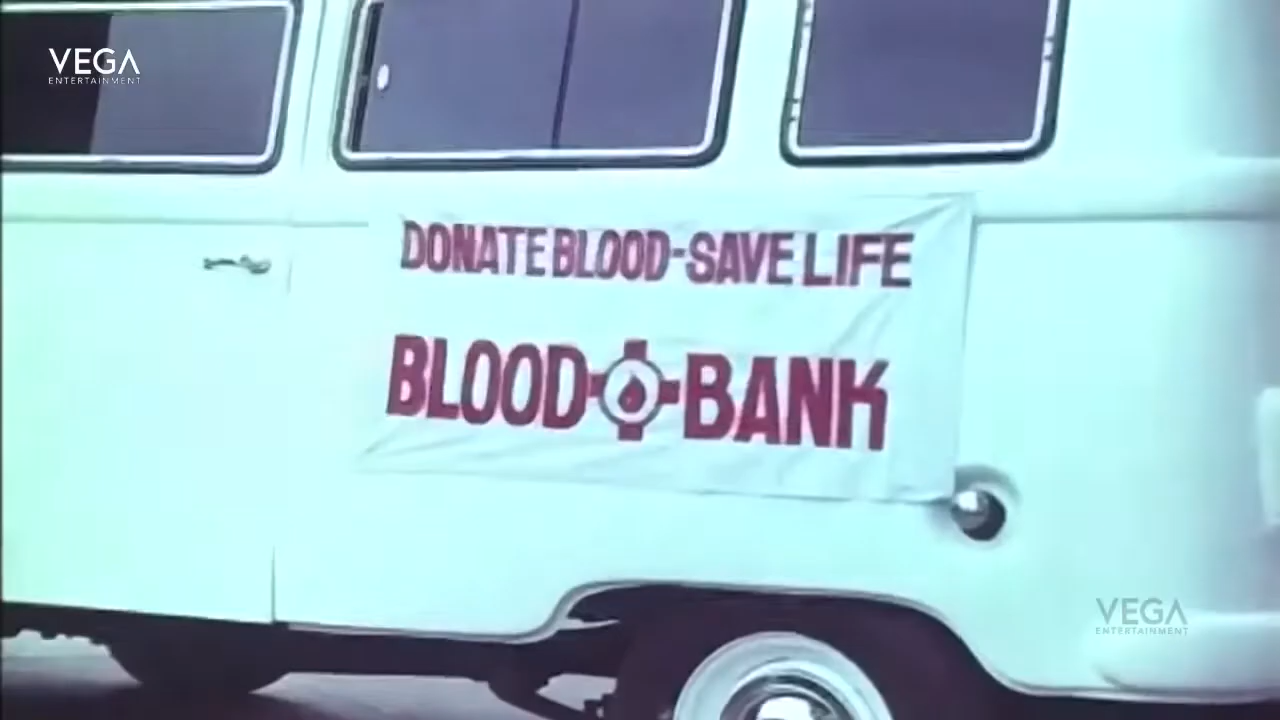 VEGA
ENTERTAINMENT
DONATE BLOOD-SAVE LIFE
BLOOD BANK
VEGA
ENTERTAINMENT